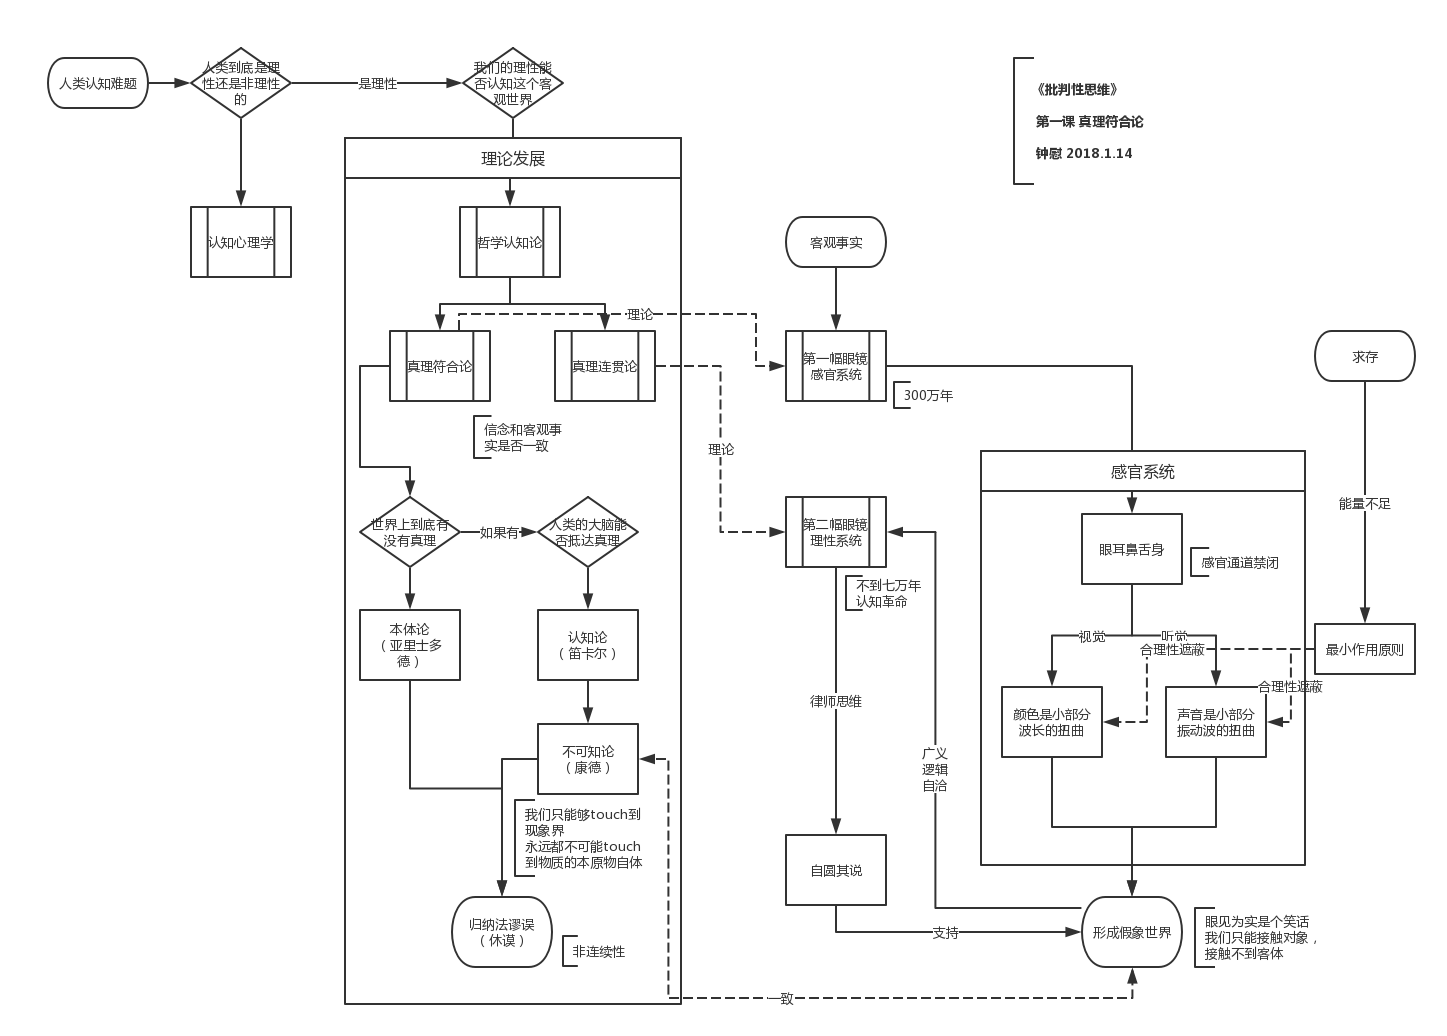 人类认知难题
人类到底是理
性还是非理性
的
是理性
我们的理性能
否认知这个客
观世界
《批判性思维》
第一课 真理符合论
钟慰 2018.1.14
认知心理学
理论发展
哲学认知论
真理符合论
真理连贯论
理论
信念和客观事
实是否一致
世界上到底有
没有真理
如果有
人类的大脑能
否抵达真理
本体论
（亚里士多
德）
认知论
（笛卡尔）
不可知论
（康德）
我们只能够touch到
现象界
永远都不可能touch
到物质的本原物自体
归纳法谬误
（休谟）
非连续性
客观事实
第一幅眼镜
感官系统
300万年
理论
第二幅眼镜
理性系统
不到七万年
认知革命
律师思维
自圆其说
支持
广义
逻辑
自洽
感官系统
眼耳鼻舌身
感官通道禁闭
视觉
听觉
合理性遮蔽
合理性遮蔽
颜色是小部分
波长的扭曲
声音是小部分
振动波的扭曲
求存
能量不足
最小作用原则
形成假象世界
眼见为实是个笑话
我们只能接触对象，
接触不到客体
一致